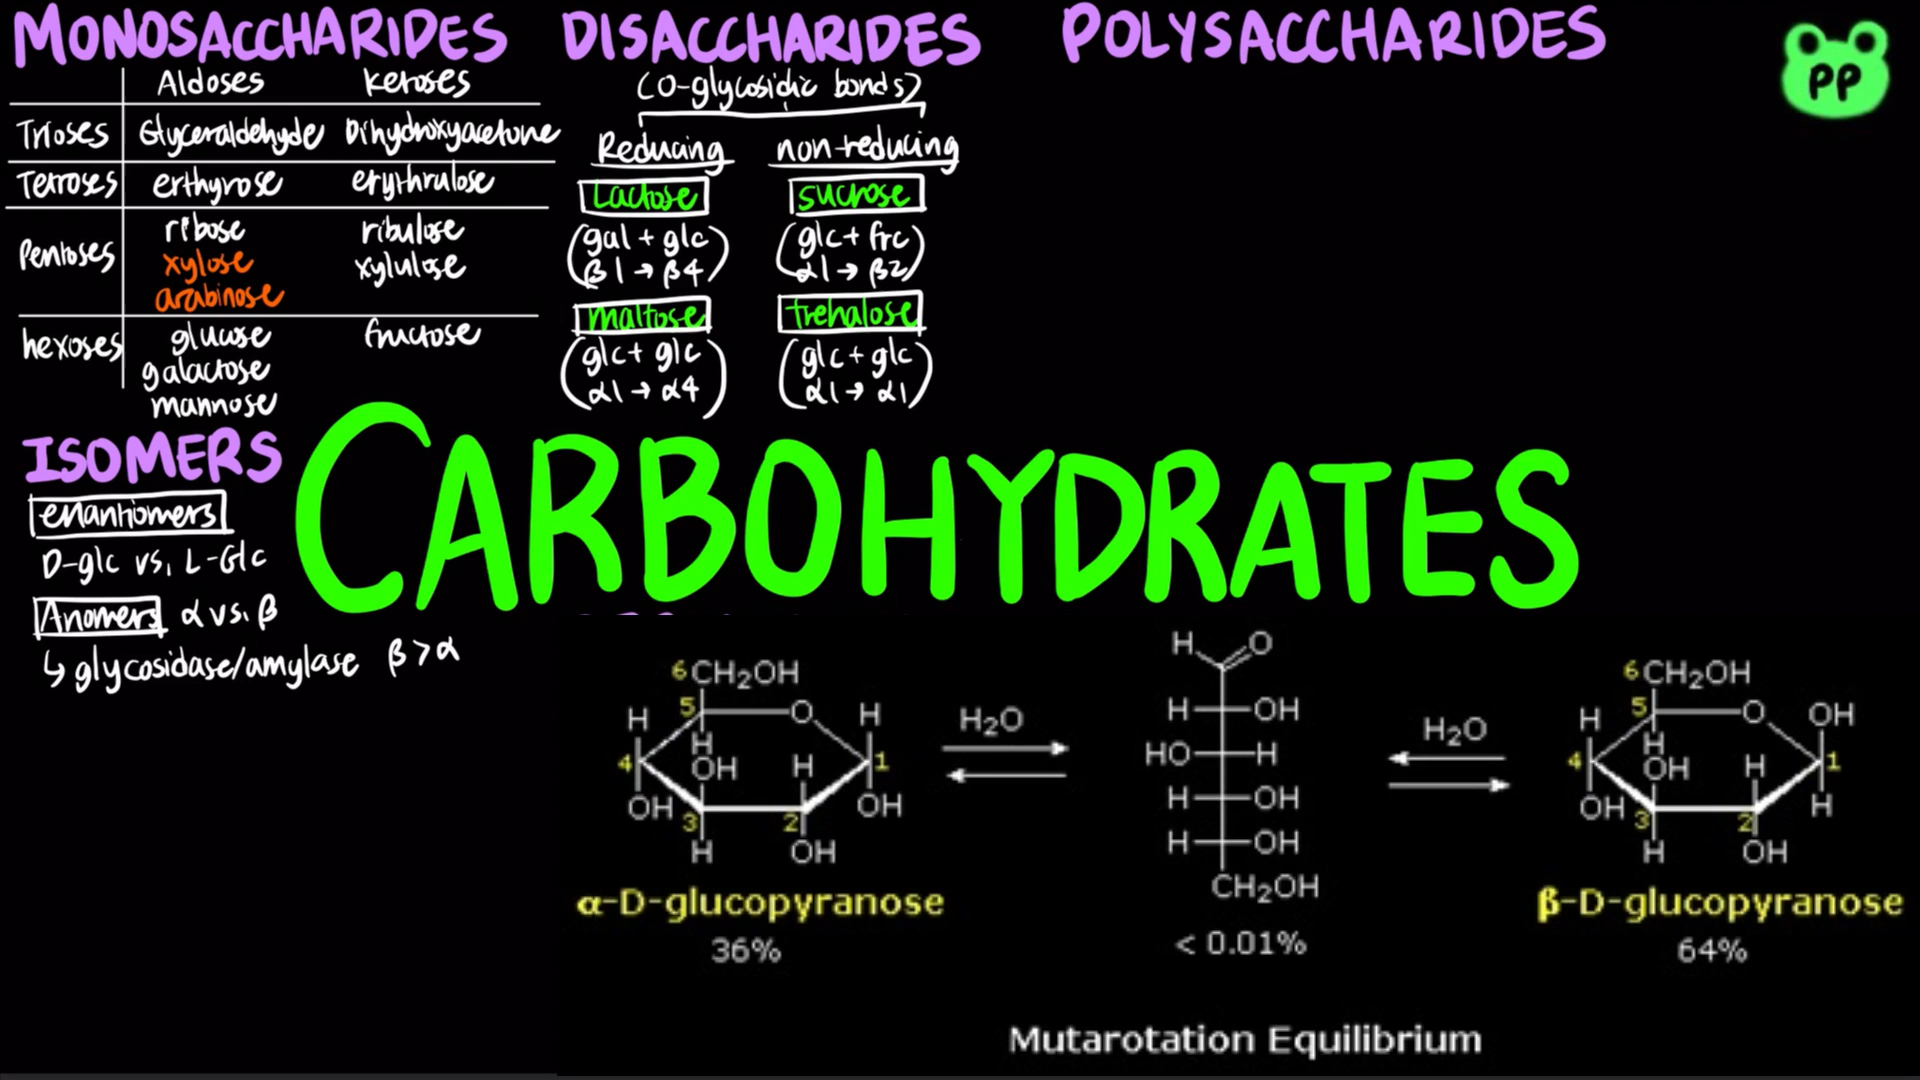 MONOSACCHARIDES
Aldoses ketoses
Trioses Glyceraldehyde Dihydroxyacetone
Tetroses erthyrose erythrulose
Pentoses
ribose ribulose
xylose xylulose
arabinose
hexoses
glucose fructose
galactose
mannose
DISACCHARIDES
(O-glycosidic bonds)
Reducing non-reducing
Lactose sucrose
(gal + glc (glc + frc
β1 → β4) α1 → β2)
maltose trehalose
(glc + glc (glc + glc
α1 → α4) α1 → α1)
POLYSACCHARIDES
PP
CARBOHYDRATES
ISOMERS
enantiomers
D-glc vs. L-Glc
Anomers α vs. β
↳ glycosidase/amylase β > α
6 CH₂OH
H 5 O H
H
4 OH H 1
OH 3 2 OH
H OH
α-D-glucopyranose
36%
H₂O
H O
H OH
HO H
H OH
H OH
CH₂OH
< 0.01%
H₂O
6 CH₂OH
H 5 O OH
H
4 OH H 1
OH 3 2 H
H OH
β-D-glucopyranose
64%
Mutarotation Equilibrium